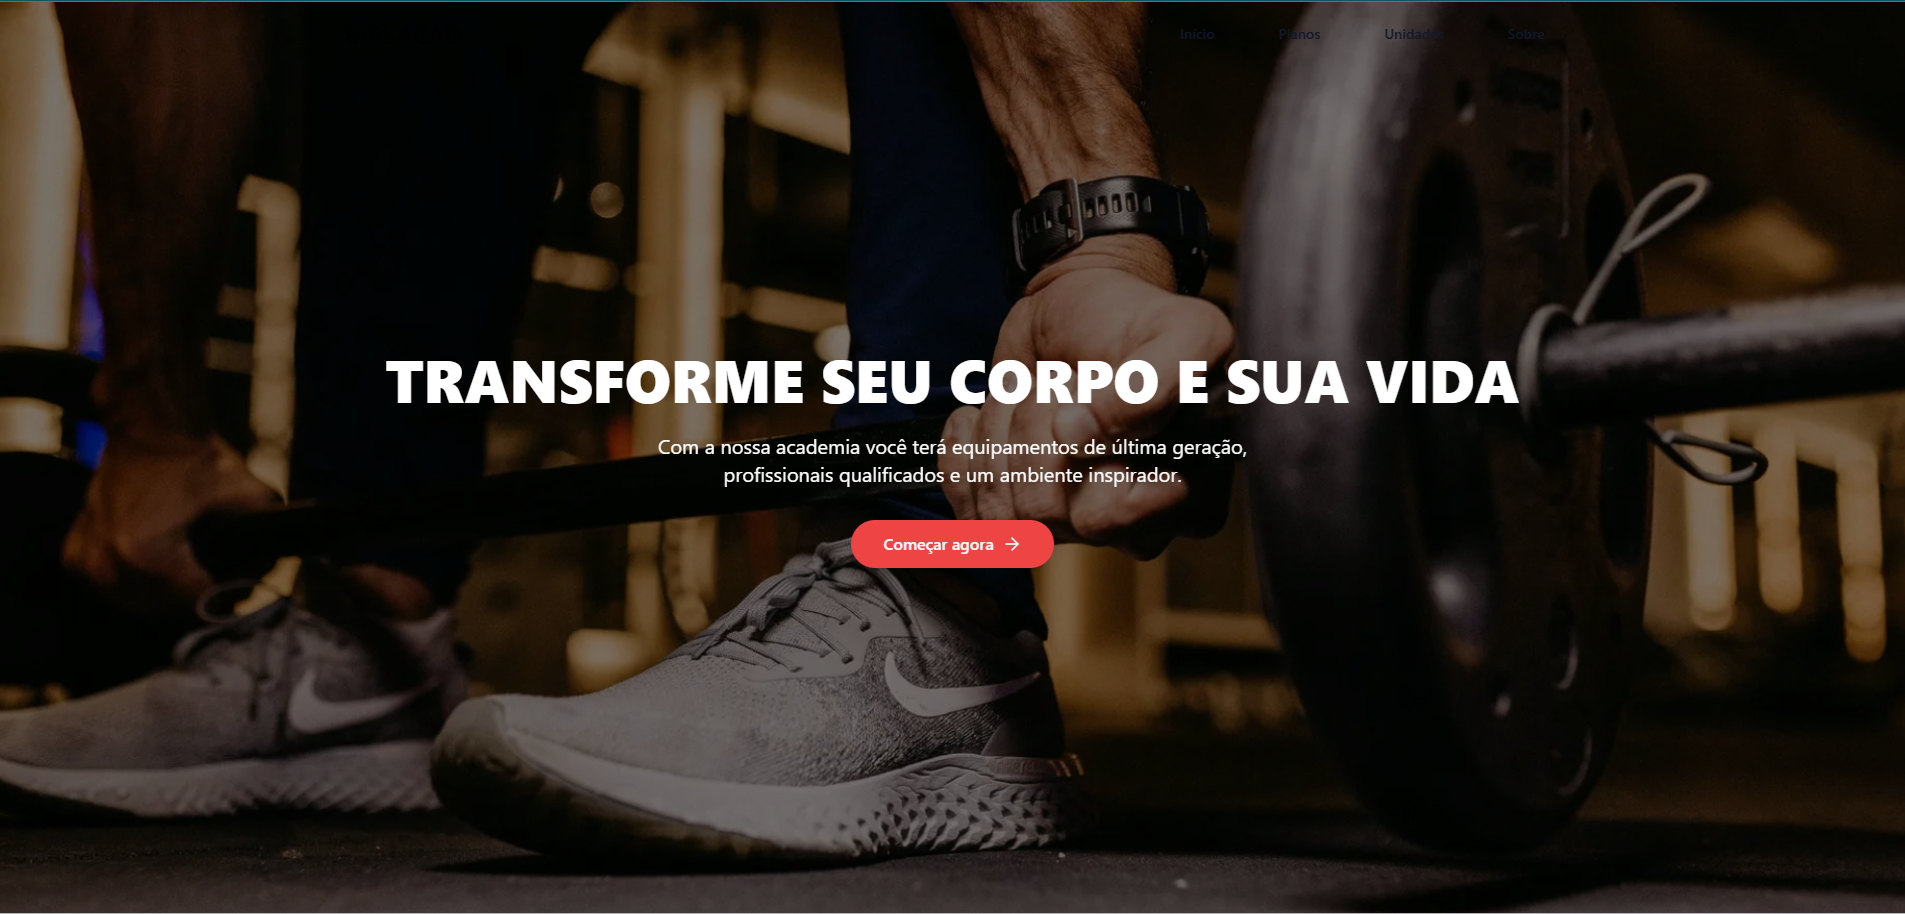 Início Planos Unidades Sobre
TRANSFORME SEU CORPO E SUA VIDA
Com a nossa academia você terá equipamentos de última geração,
profissionais qualificados e um ambiente inspirador.
Começar agora